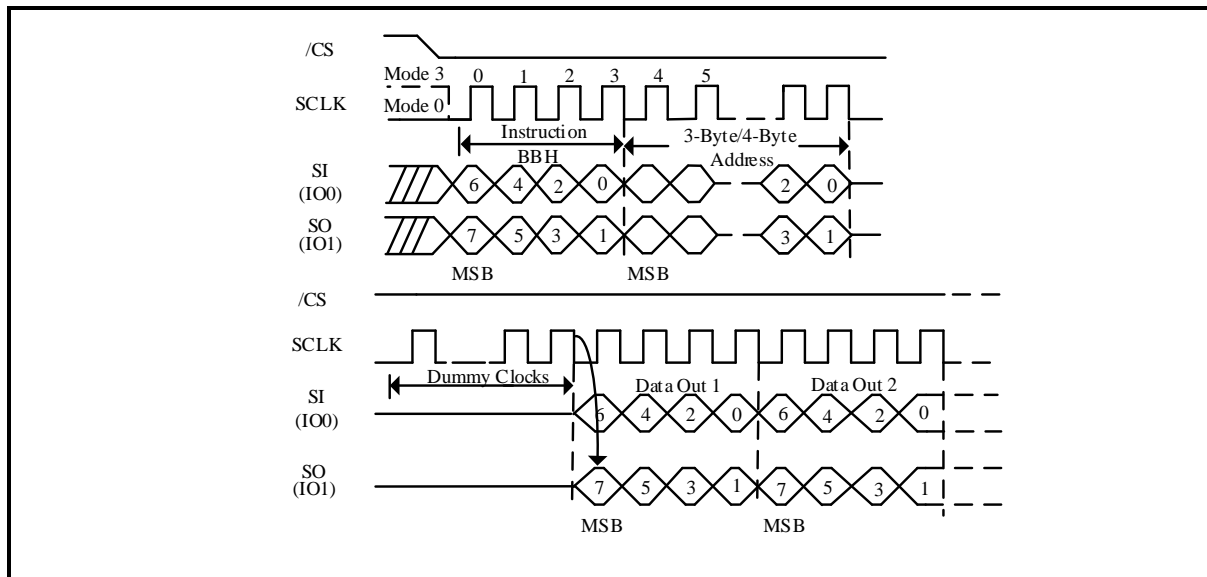 /CS
Mode 3 0 1 2 3 4 5
SCLK Mode 0
Instruction 3-Byte/4-Byte
BBH Address
SI 6 4 2 0 2 0
(IO0)
SO 7 5 3 1 3 1
(IO1)
MSB MSB
/CS
SCLK
Dummy Clocks Data Out 1 Data Out 2
SI 6 4 2 0 6 4 2 0
(IO0)
SO 7 5 3 1 7 5 3 1
(IO1)
MSB MSB